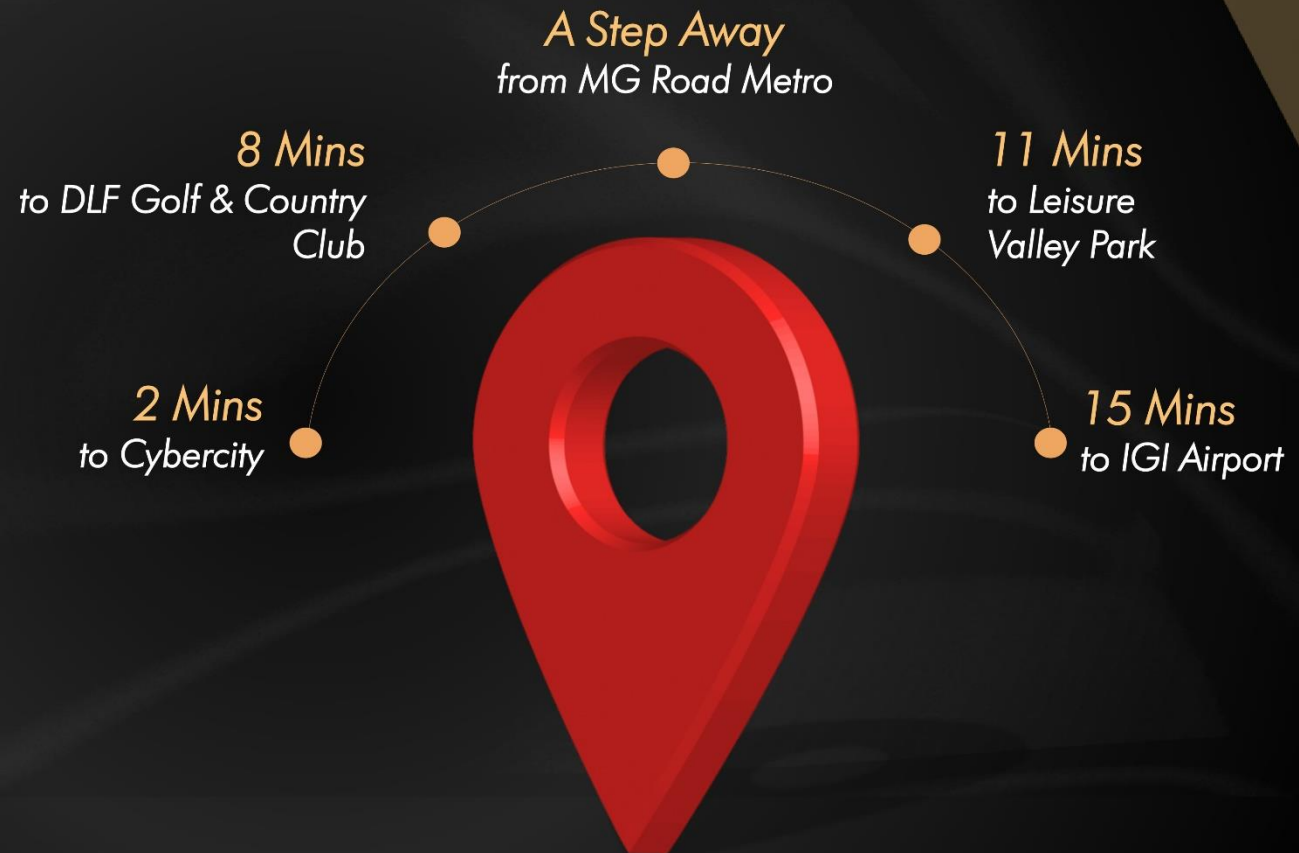 A Step Away
from MG Road Metro
8 Mins
to DLF Golf & Country
Club
11 Mins
to Leisure
Valley Park
2 Mins
to Cybercity
15 Mins
to IGI Airport